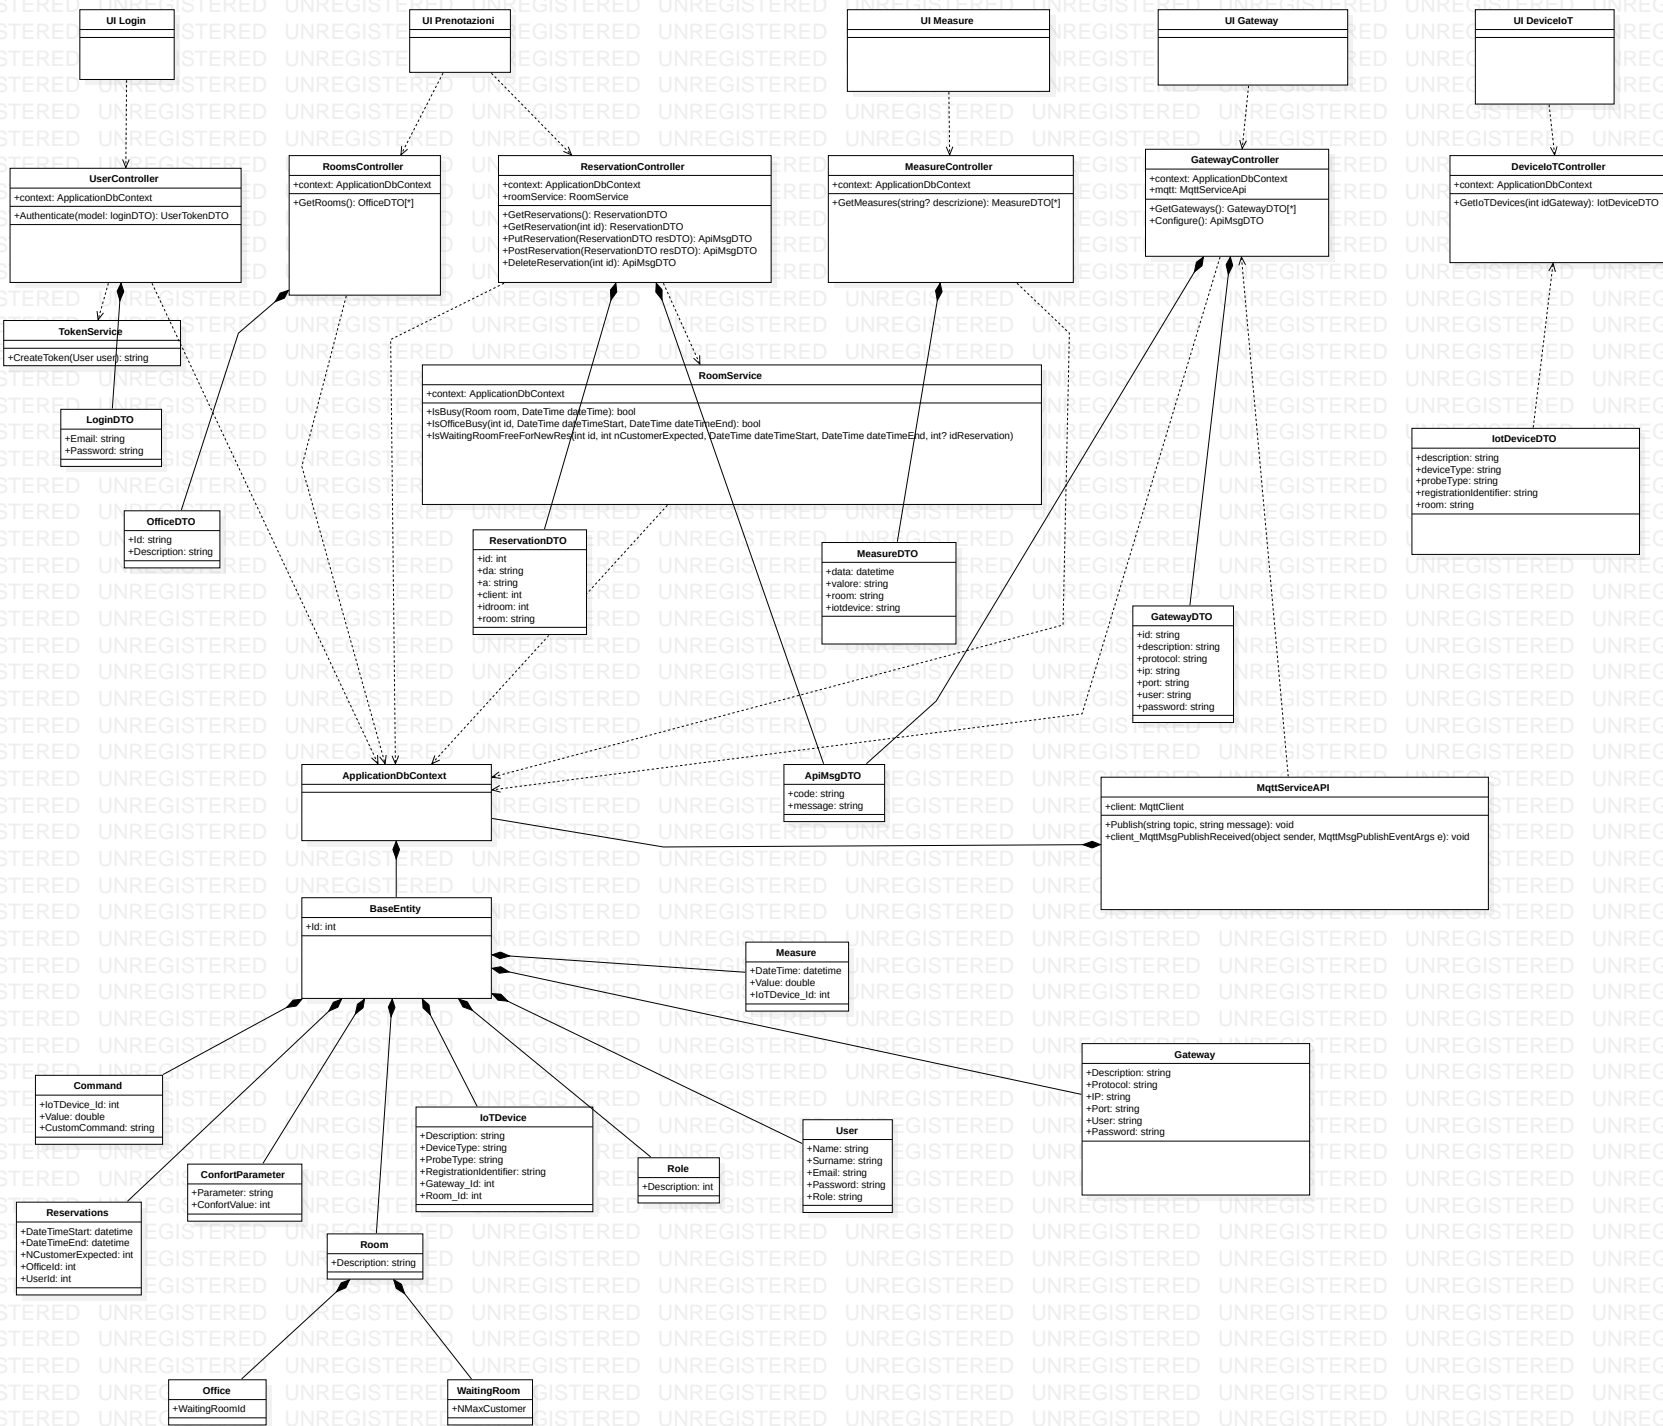 UI Login
UI Prenotazioni
UI Measure
UI Gateway
UI DeviceIoT
UserController
+context: ApplicationDbContext
+Authenticate(model: loginDTO): UserTokenDTO
RoomsController
+context: ApplicationDbContext
+GetRooms(): OfficeDTO[*]
ReservationController
+context: ApplicationDbContext
+roomService: RoomService
+GetReservations(): ReservationDTO
+GetReservation(int id): ReservationDTO
+PutReservation(ReservationDTO resDTO): ApiMsgDTO
+PostReservation(ReservationDTO resDTO): ApiMsgDTO
+DeleteReservation(int id): ApiMsgDTO
MeasureController
+context: ApplicationDbContext
+GetMeasures(string? descrizione): MeasureDTO[*]
GatewayController
+context: ApplicationDbContext
+mqtt: MqttServiceApi
+GetGateways(): GatewayDTO[*]
+Configure(): ApiMsgDTO
DeviceIoTController
+context: ApplicationDbContext
+GetIoTDevices(int idGateway): IotDeviceDTO
TokenService
+CreateToken(User user): string
RoomService
+context: ApplicationDbContext
+IsBusy(Room room, DateTime dateTime): bool
+IsOfficeBusy(int id, DateTime dateTimeStart, DateTime dateTimeEnd): bool
+IsWaitingRoomFreeForNewRes(int id, int nCustomerExpected, DateTime dateTimeStart, DateTime dateTimeEnd, int? idReservation)
LoginDTO
+Email: string
+Password: string
IotDeviceDTO
+description: string
+deviceType: string
+probeType: string
+registrationIdentifier: string
+room: string
OfficeDTO
+Id: string
+Description: string
ReservationDTO
+id: int
+da: string
+a: string
+client: int
+idroom: int
+room: string
MeasureDTO
+data: datetime
+valore: string
+room: string
+iotdevice: string
GatewayDTO
+id: string
+description: string
+protocol: string
+ip: string
+port: string
+user: string
+password: string
ApplicationDbContext
ApiMsgDTO
+code: string
+message: string
MqttServiceAPI
+client: MqttClient
+Publish(string topic, string message): void
+client_MqttMsgPublishReceived(object sender, MqttMsgPublishEventArgs e): void
BaseEntity
+Id: int
Measure
+DateTime: datetime
+Value: double
+IoTDevice_Id: int
Gateway
+Description: string
+Protocol: string
+IP: string
+Port: string
+User: string
+Password: string
Command
+IoTDevice_Id: int
+Value: double
+CustomCommand: string
IoTDevice
+Description: string
+DeviceType: string
+ProbeType: string
+RegistrationIdentifier: string
+Gateway_Id: int
+Room_Id: int
User
+Name: string
+Surname: string
+Email: string
+Password: string
+Role: string
Role
+Description: int
ConfortParameter
+Parameter: string
+ConfortValue: int
Reservations
+DateTimeStart: datetime
+DateTimeEnd: datetime
+NCustomerExpected: int
+OfficeId: int
+UserId: int
Room
+Description: string
Office
+WaitingRoomId
WaitingRoom
+NMaxCustomer